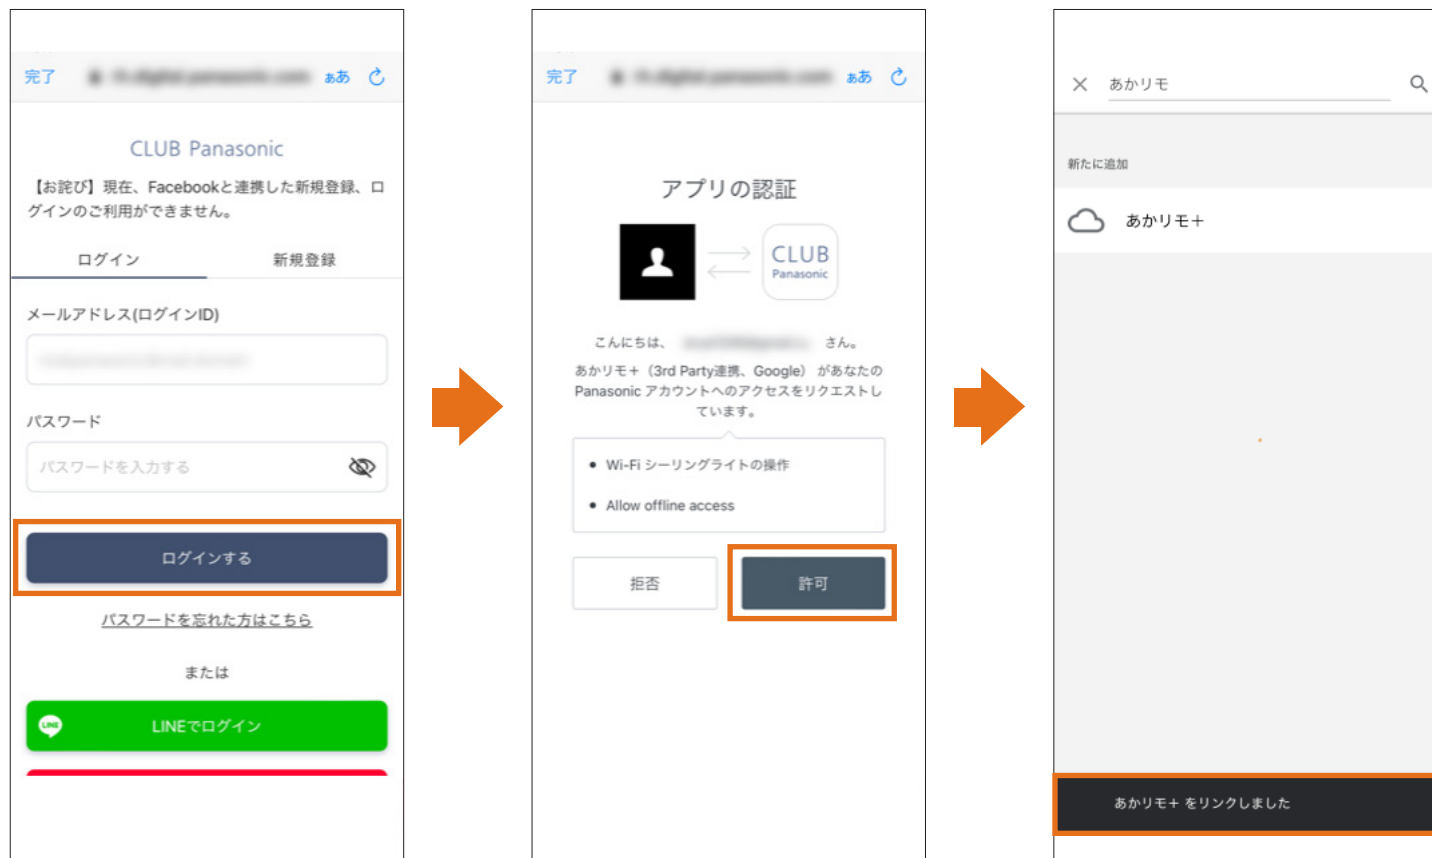 完了
ぁあ
CLUB Panasonic
【お詫び】現在、Facebookと連携した新規登録、ロ
グインのご利用ができません。
ログイン
新規登録
メールアドレス(ログインID)
パスワード
パスワードを入力する
ログインする
パスワードを忘れた方はこちら
または
LINE
LINEでログイン
完了
ぁあ
アプリの認証
CLUB
Panasonic
こんにちは、 さん。
あかリモ＋（3rd Party連携、Google）があなたの
Panasonic アカウントへのアクセスをリクエストし
ています。
• Wi-Fi シーリングライトの操作
• Allow offline access
拒否
許可
あかリモ
新たに追加
あかリモ＋
あかリモ＋ をリンクしました